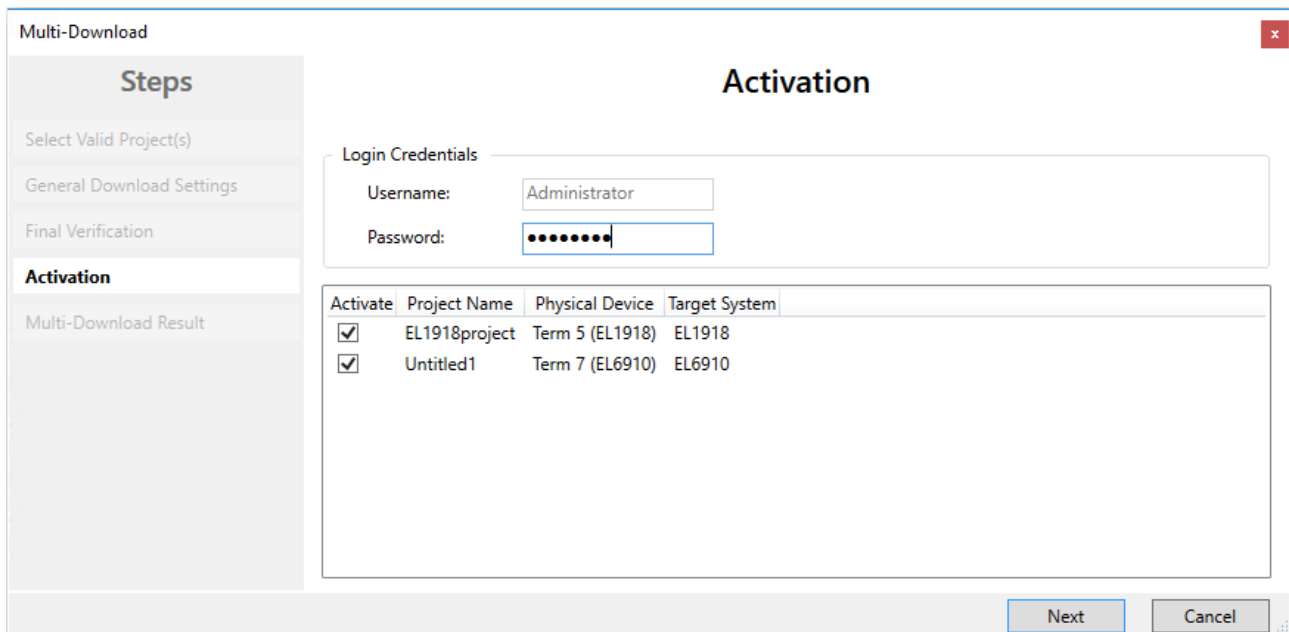 Multi-Download
x
Steps
Select Valid Project(s)
General Download Settings
Final Verification
Activation
Multi-Download Result
Activation
Login Credentials
Username: Administrator
Password: ●●●●●●●●
Activate Project Name Physical Device Target System
EL1918project Term 5 (EL1918) EL1918
Untitled1 Term 7 (EL6910) EL6910
Next Cancel